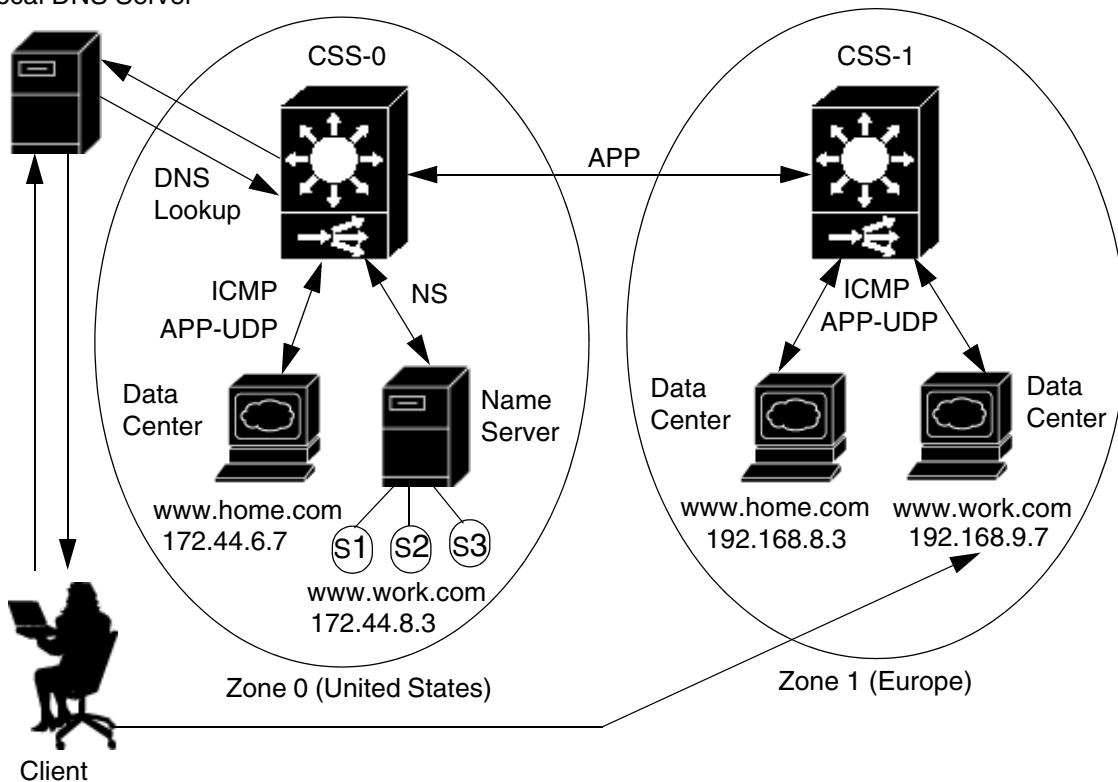 DNS Server
CSS-0
CSS-1
APP
DNS
Lookup
ICMP
APP-UDP
NS
ICMP
APP-UDP
Data
Center
Name
Server
Data
Center
Data
Center
www.home.com
172.44.6.7
S1
S2
S3
www.work.com
172.44.8.3
www.home.com
192.168.8.3
www.work.com
192.168.9.7
Zone 0 (United States)
Zone 1 (Europe)
Client